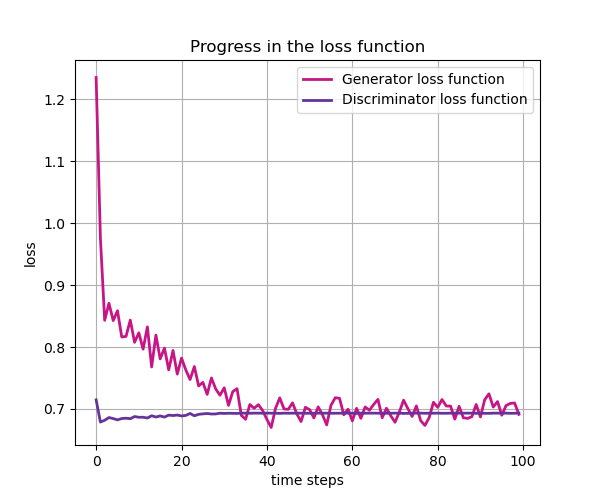 Progress in the loss function
Generator loss function
Discriminator loss function
1.2
1.1
1.0
0.9
0.8
0.7
loss
0 20 40 60 80 100
time steps